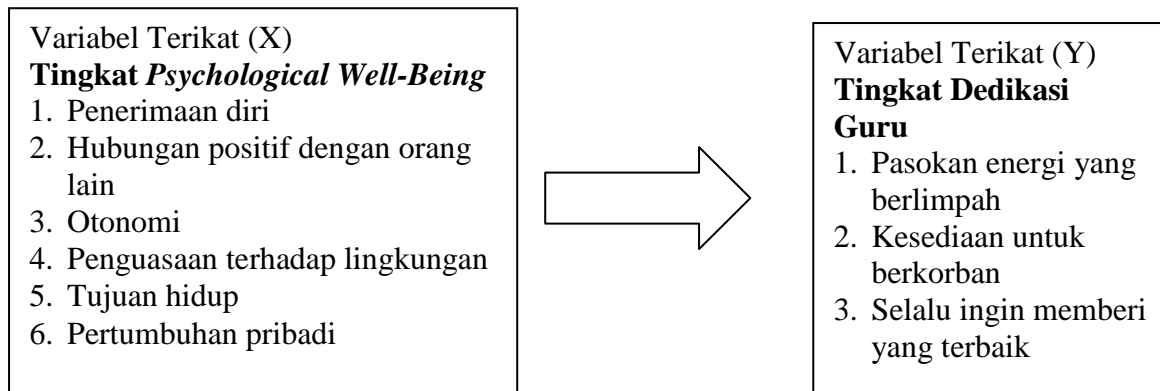 Variabel Terikat (X)
Tingkat Psychological Well-Being
1. Penerimaan diri
2. Hubungan positif dengan orang
lain
3. Otonomi
4. Penguasaan terhadap lingkungan
5. Tujuan hidup
6. Pertumbuhan pribadi
Variabel Terikat (Y)
Tingkat Dedikasi
Guru
1. Pasokan energi yang
berlimpah
2. Kesediaan untuk
berkorban
3. Selalu ingin memberi
yang terbaik